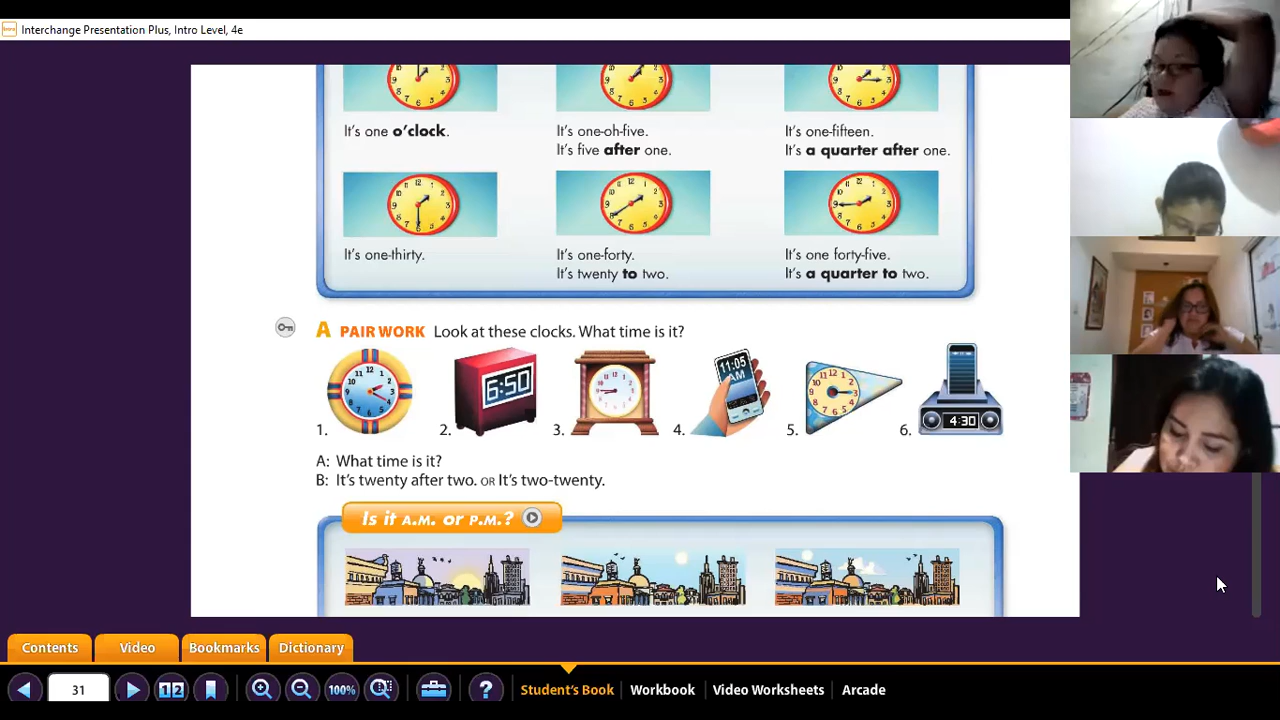 Interchange Presentation Plus, Intro Level, 4e
It's one o'clock.
It's one-oh-five.
It's five after one.
It's one-fifteen.
It's a quarter after one.
It's one-thirty.
It's one-forty.
It's twenty to two.
It's one forty-five.
It's a quarter to two.
A PAIR WORK Look at these clocks. What time is it?
6:50
11:05
AM
4:30
1. 2. 3. 4. 5. 6.
A: What time is it?
B: It's twenty after two. OR It's two-twenty.
Is it A.M. or P.M.?
Contents Video Bookmarks Dictionary
31 12 100% ? Student's Book Workbook Video Worksheets Arcade